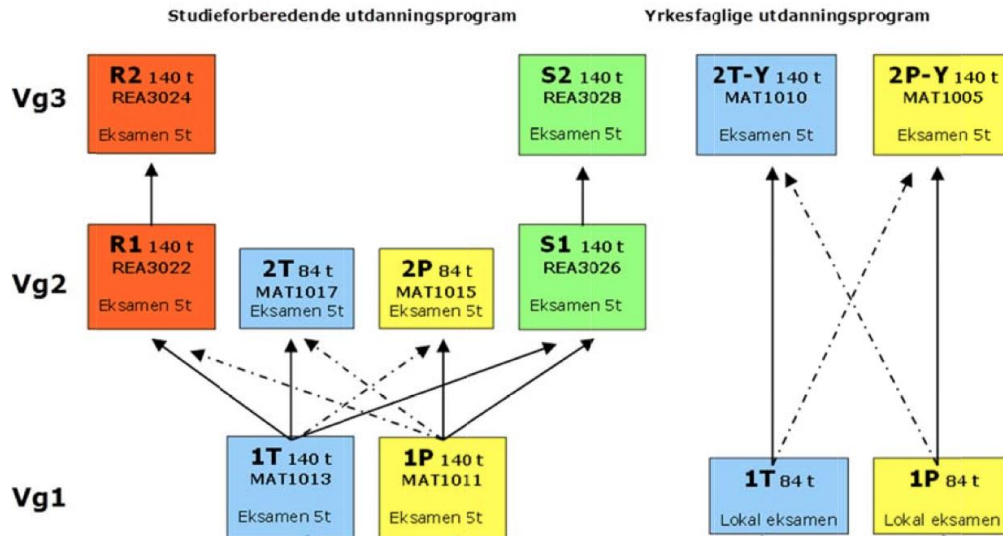 Studieforberedende utdanningsprogram
Yrkesfaglige utdanningsprogram
Vg3
R2 140 t
REA3024
Eksamen 5t
S2 140 t
REA3028
Eksamen 5t
2T-Y 140 t
MAT1010
Eksamen 5t
2P-Y 140 t
MAT1005
Eksamen 5t
Vg2
R1 140 t
REA3022
Eksamen 5t
2T 84 t
MAT1017
Eksamen 5t
2P 84 t
MAT1015
Eksamen 5t
S1 140 t
REA3026
Eksamen 5t
Vg1
1T 140 t
MAT1013
Eksamen 5t
1P 140 t
MAT1011
Eksamen 5t
1T 84 t
Lokal eksamen
1P 84 t
Lokal eksamen